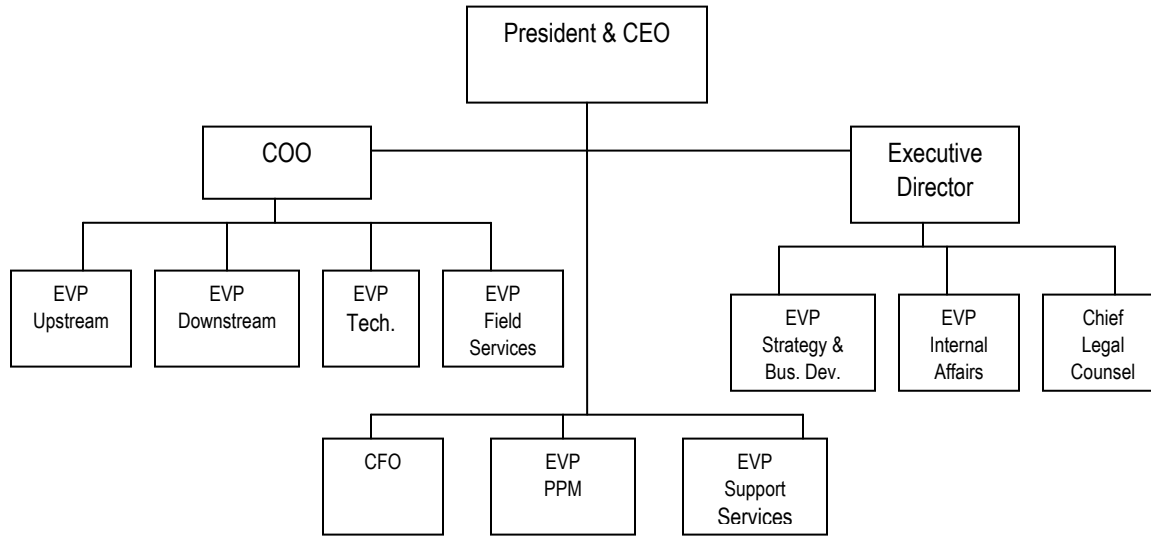 President & CEO
COO
Executive
Director
EVP
Upstream
EVP
Downstream
EVP
Tech.
EVP
Field
Services
EVP
Strategy &
Bus. Dev.
EVP
Internal
Affairs
Chief
Legal
Counsel
CFO
EVP
PPM
EVP
Support
Services